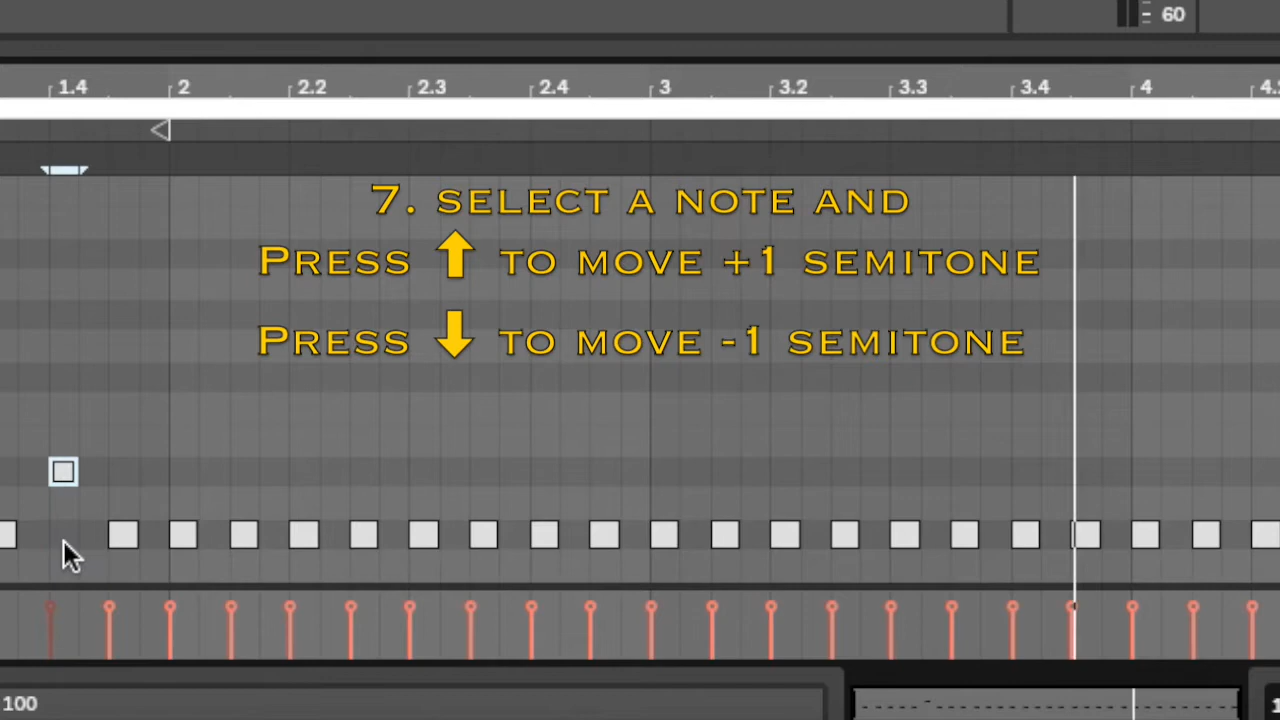 60
1.4 2 2.2 2.3 2.4 3 3.2 3.3 3.4 4
7. SELECT A NOTE AND
PRESS ⬆ TO MOVE +1 SEMITONE
PRESS ⬇ TO MOVE -1 SEMITONE
100